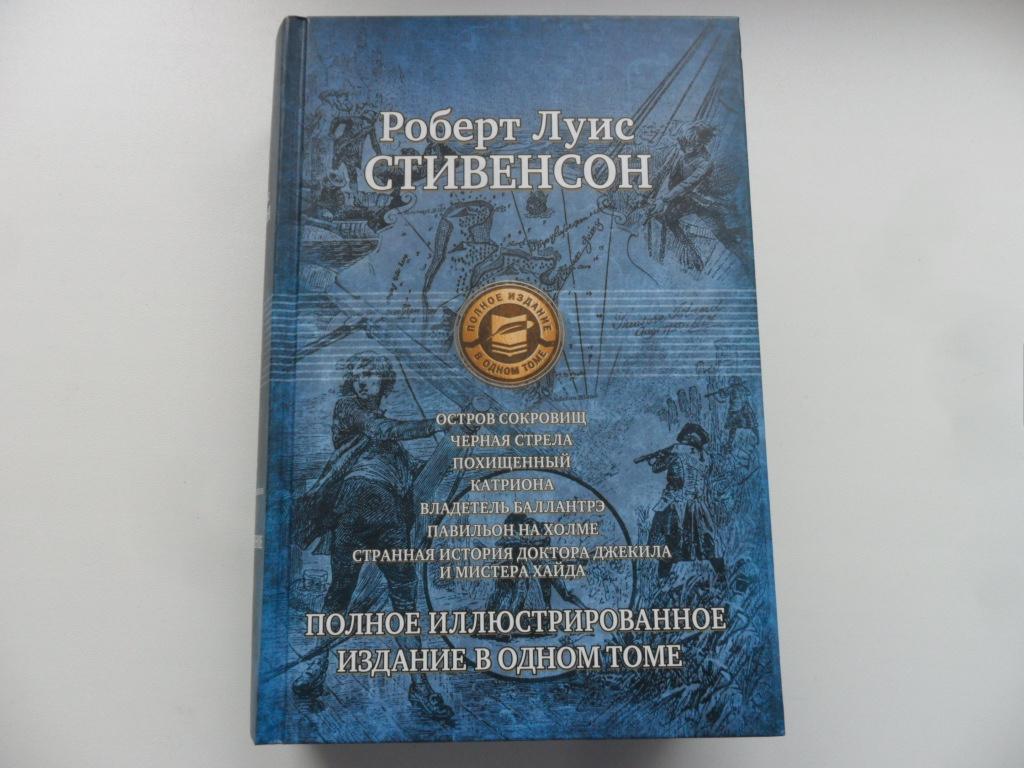 Роберт Луис
СТИВЕНСОН
ПОЛНОЕ ИЗДАНИЕ
В ОДНОМ ТОМЕ
ОСТРОВ СОКРОВИЩ
ЧЕРНАЯ СТРЕЛА
ПОХИЩЕННЫЙ
КАТРИОНА
ВЛАДЕТЕЛЬ БАЛЛАНТРЭ
ПАВИЛЬОН НА ХОЛМЕ
СТРАННАЯ ИСТОРИЯ ДОКТОРА ДЖЕКИЛА
И МИСТЕРА ХАЙДА
ПОЛНОЕ ИЛЛЮСТРИРОВАННОЕ
ИЗДАНИЕ В ОДНОМ ТОМЕ